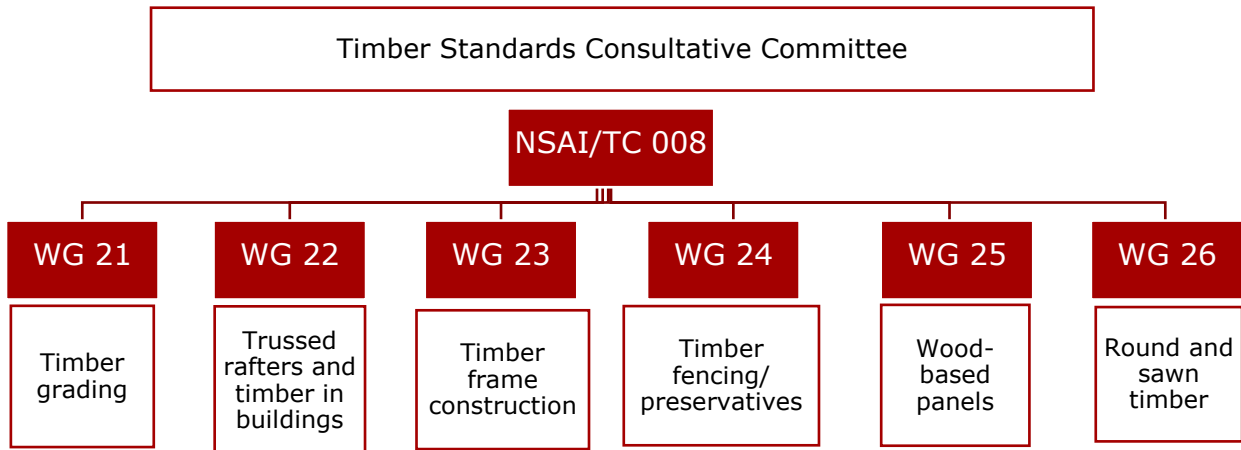 Timber Standards Consultative Committee
NSAI/TC 008
WG 21
WG 22
WG 23
WG 24
WG 25
WG 26
Timber
grading
Trussed
rafters and
timber in
buildings
Timber
frame
construction
Timber
fencing/
preservatives
Wood-
based
panels
Round and
sawn
timber